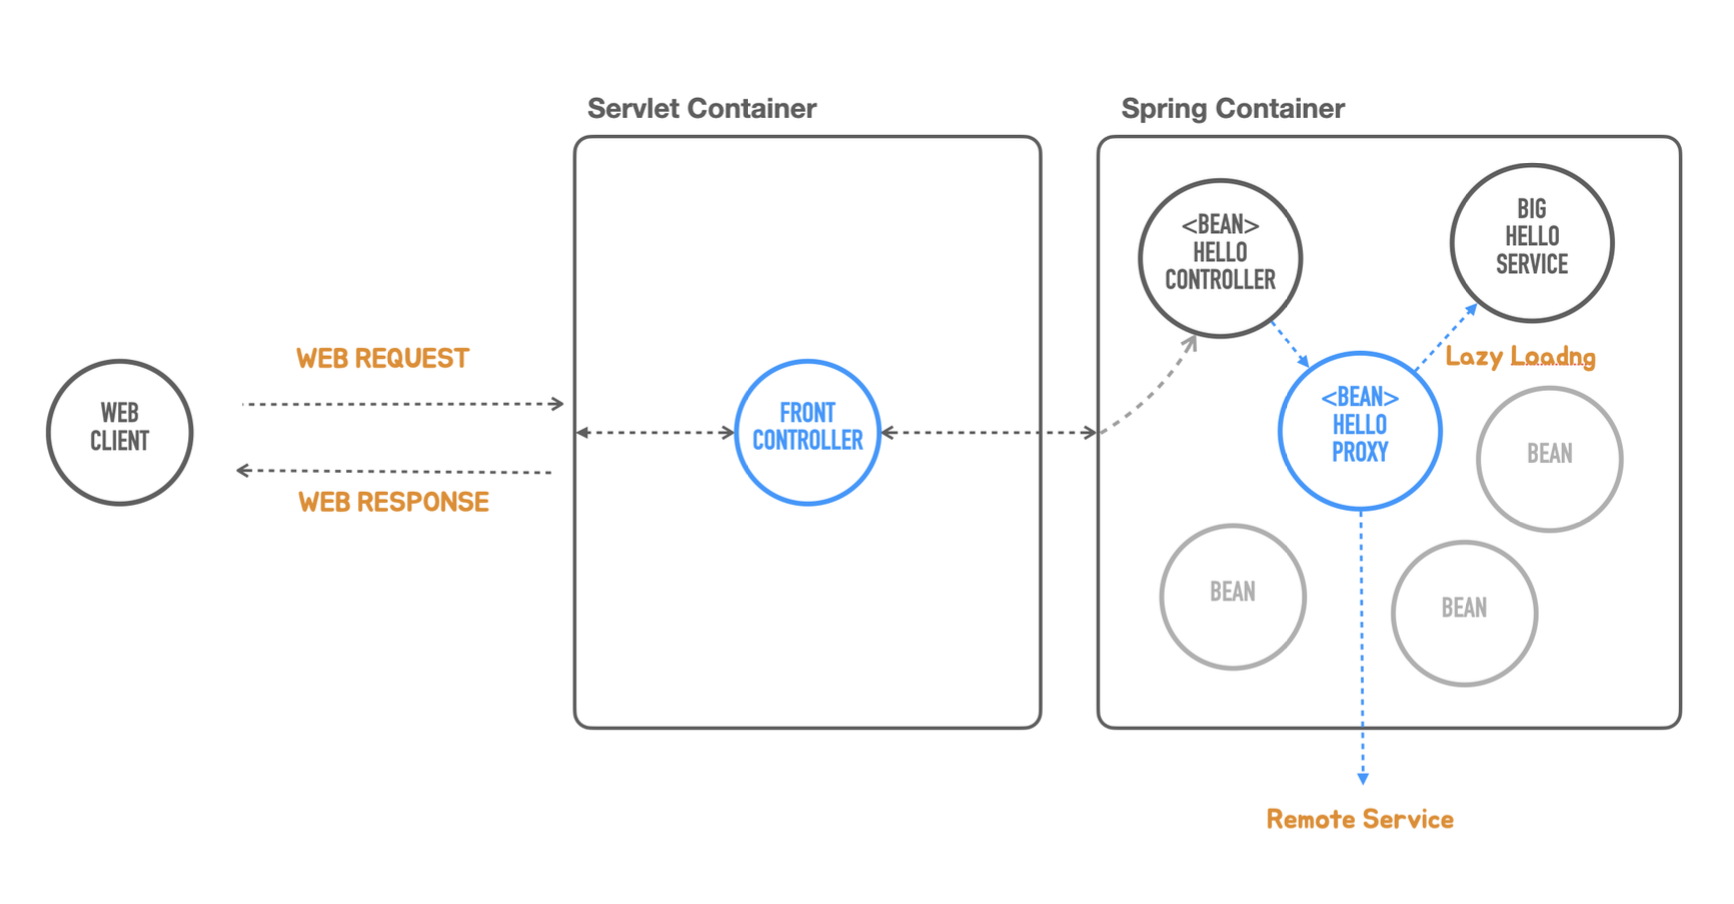 Servlet Container
Spring Container
WEB REQUEST
WEB
CLIENT
WEB RESPONSE
FRONT
CONTROLLER
<BEAN>
HELLO
CONTROLLER
BIG
HELLO
SERVICE
Lazy Loadng
<BEAN>
HELLO
PROXY
BEAN
BEAN
BEAN
Remote Service